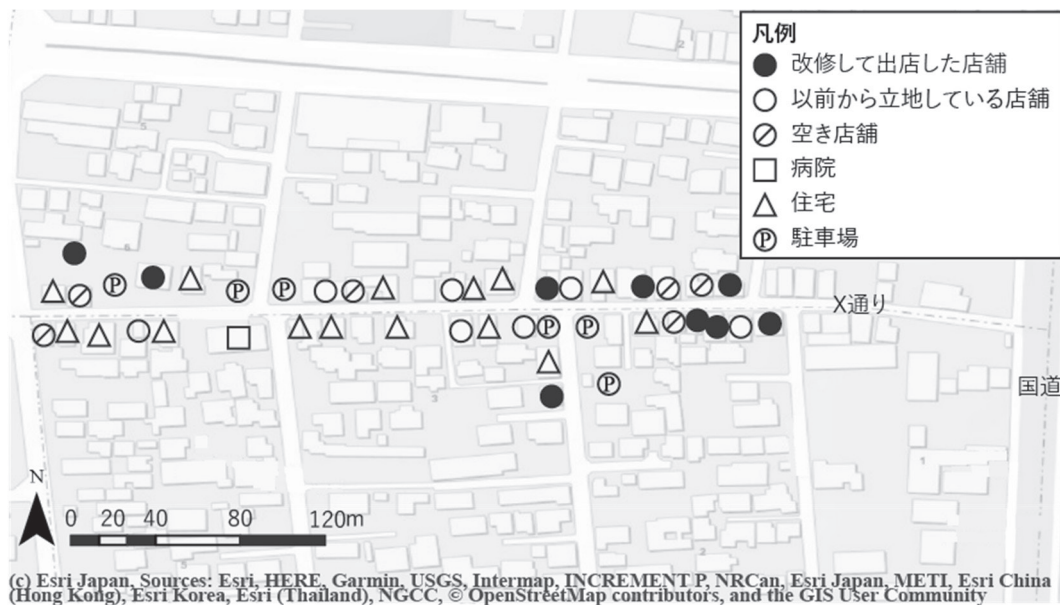 凡例
改修して出店した店舗
以前から立地している店舗
空き店舗
病院
住宅
Ⓟ 駐車場
X通り
国道
N
0 20 40 80 120m
(c) Esri Japan, Sources: Esri, HERE, Garmin, USGS, Intermap, INCREMENT P, NRCan, Esri Japan, METI, Esri China
(Hong Kong), Esri Korea, Esri (Thailand), NGCC, © OpenStreetMap contributors, and the GIS User Community